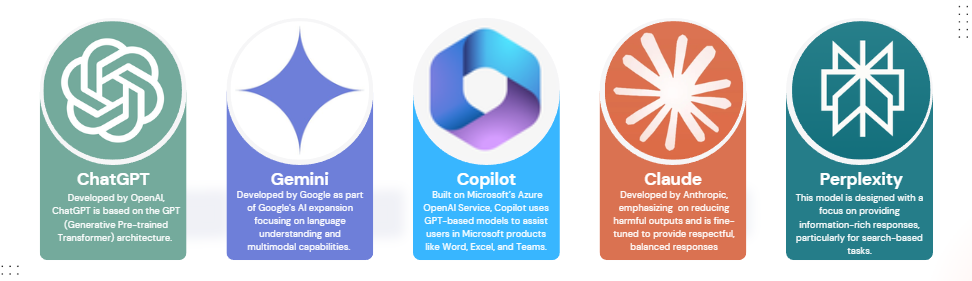 ChatGPT
Developed by OpenAI,
ChatGPT is based on the GPT
(Generative Pre-trained
Transformer) architecture.
Gemini
Developed by Google as part
of Google's AI expansion
focusing on language
understanding and
multimodal capabilities.
Copilot
Built on Microsoft's Azure
OpenAI Service, Copilot uses
GPT-based models to assist
users in Microsoft products
like Word, Excel, and Teams.
Claude
Developed by Anthropic,
emphasizing on reducing
harmful outputs and is fine-
tuned to provide respectful,
balanced responses
Perplexity
This model is designed with a
focus on providing
information-rich responses,
particularly for search-based
tasks.